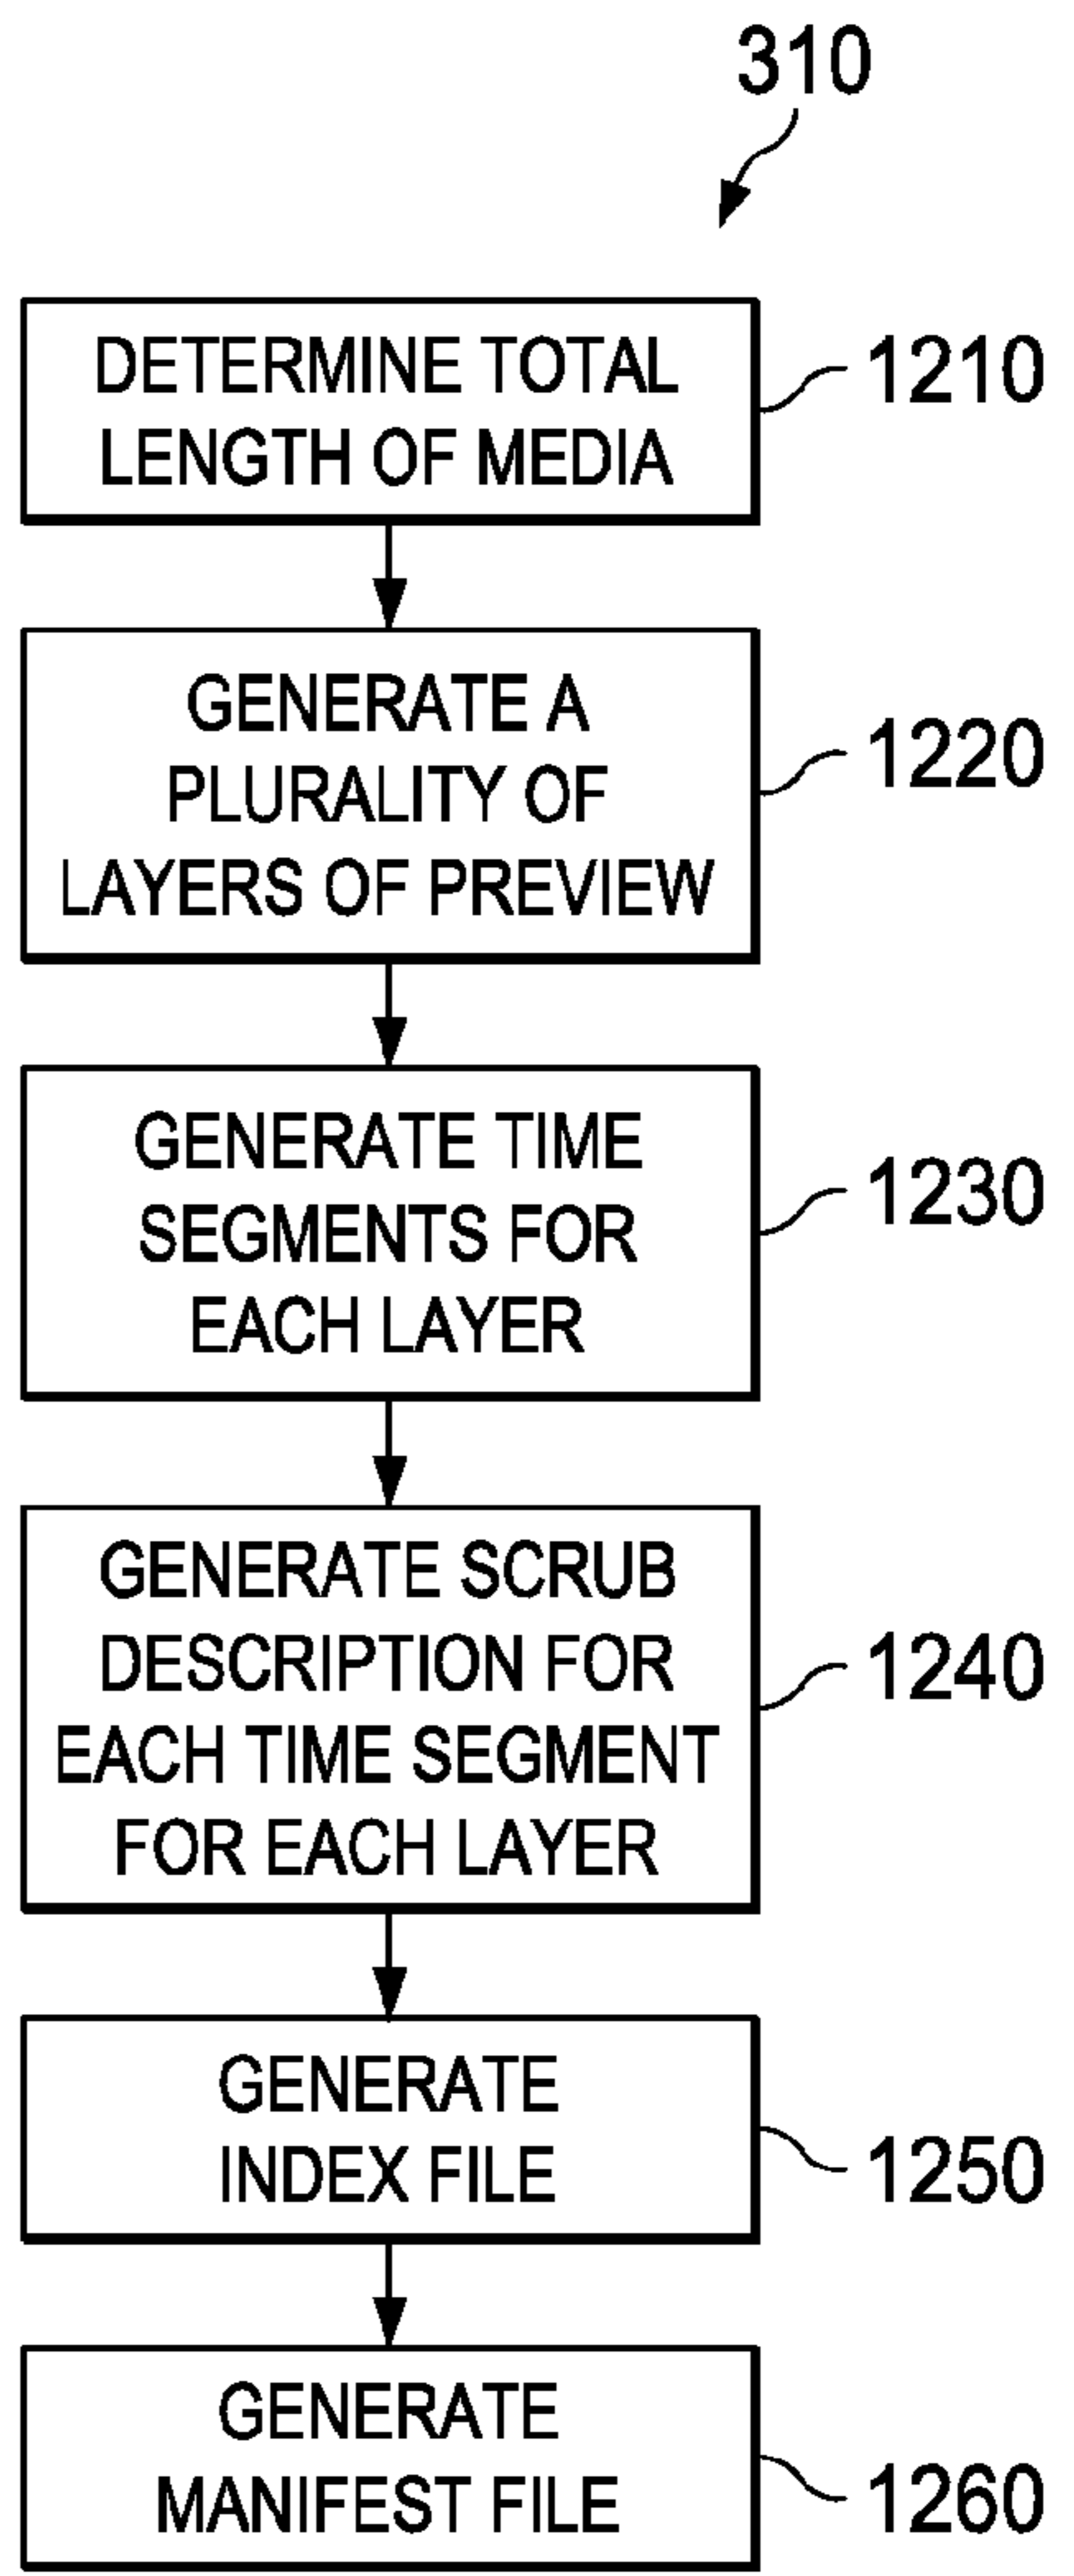 310
DETERMINE TOTAL
LENGTH OF MEDIA
1210
GENERATE A
PLURALITY OF
LAYERS OF PREVIEW
1220
GENERATE TIME
SEGMENTS FOR
EACH LAYER
1230
GENERATE SCRUB
DESCRIPTION FOR
EACH TIME SEGMENT
FOR EACH LAYER
1240
GENERATE
INDEX FILE
1250
GENERATE
MANIFEST FILE
1260